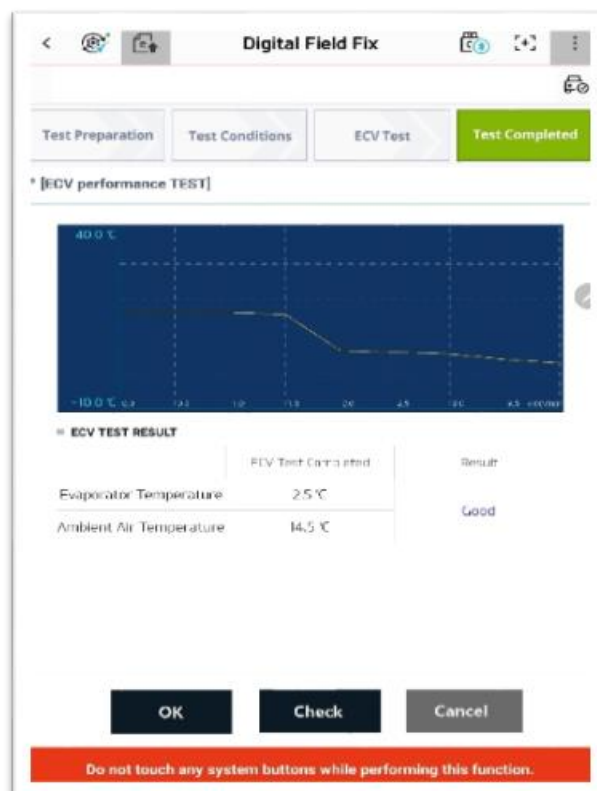 Digital Field Fix
Test Preparation
Test Conditions
ECV Test
Test Completed
* [ECV performance TEST]
40.0 ℃
-10.0 ℃
ECV TEST RESULT
ECV Test Completed Result
Evaporator Temperature 2.5 ℃
Good
Ambient Air Temperature 14.5 ℃
OK
Check
Cancel
Do not touch any system buttons while performing this function.